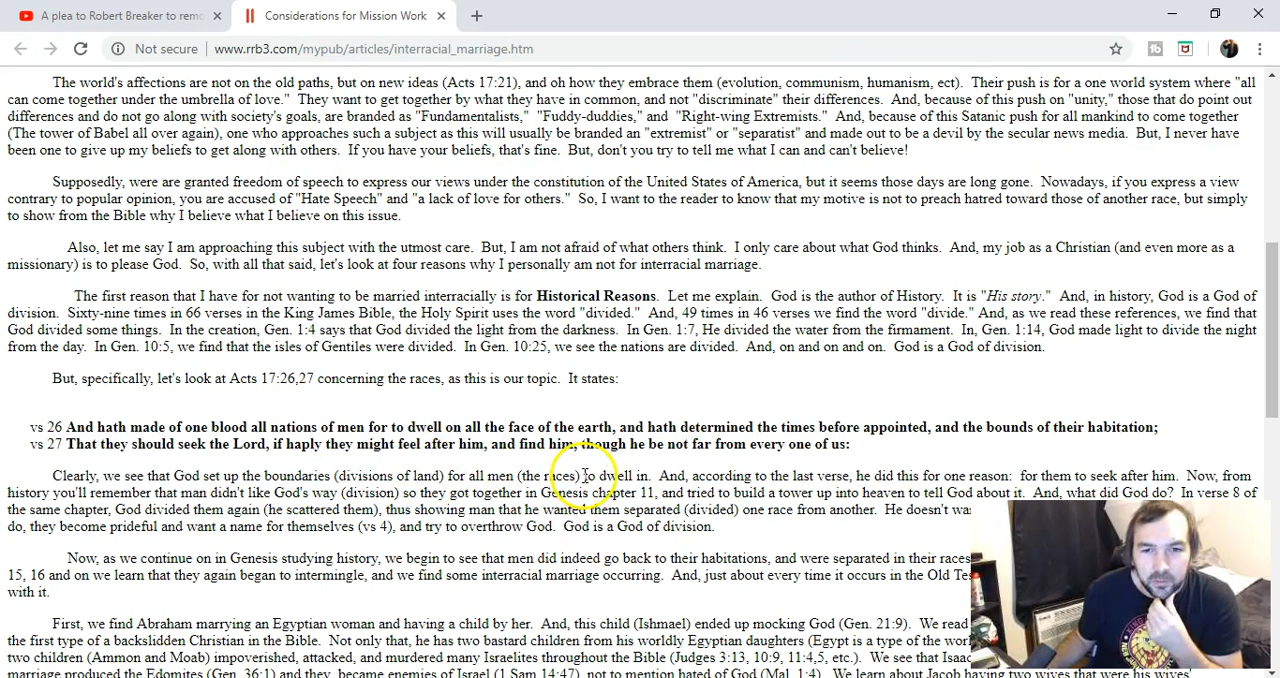 A plea to Robert Breaker to remo
Considerations for Mission Work
Not secure | www.rrb3.com/mypub/articles/interracial_marriage.htm
The world's affections are not on the old paths, but on new ideas (Acts 17:21), and oh how they embrace them (evolution, communism, humanism, ect). Their push is for a one world system where "all
can come together under the umbrella of love." They want to get together by what they have in common, and not "discriminate" their differences. And, because of this push on "unity," those that do point out
differences and do not go along with society's goals, are branded as "Fundamentalists," "Fuddy-duddies," and "Right-wing Extremists." And, because of this Satanic push for all mankind to come together
(The tower of Babel all over again), one who approaches such a subject as this will usually be branded an "extremist" or "separatist" and made out to be a devil by the secular news media. But, I never have
been one to give up my beliefs to get along with others. If you have your beliefs, that's fine. But, don't you try to tell me what I can and can't believe!
Supposedly, were are granted freedom of speech to express our views under the constitution of the United States of America, but it seems those days are long gone. Nowadays, if you express a view
contrary to popular opinion, you are accused of "Hate Speech" and "a lack of love for others." So, I want to the reader to know that my motive is not to preach hatred toward those of another race, but simply
to show from the Bible why I believe what I believe on this issue.
Also, let me say I am approaching this subject with the utmost care. But, I am not afraid of what others think. I only care about what God thinks. And, my job as a Christian (and even more as a
missionary) is to please God. So, with all that said, let's look at four reasons why I personally am not for interracial marriage.
The first reason that I have for not wanting to be married interracially is for Historical Reasons. Let me explain. God is the author of History. It is "His story." And, in history, God is a God of
division. Sixty-nine times in 66 verses in the King James Bible, the Holy Spirit uses the word "divided." And, 49 times in 46 verses we find the word "divide." And, as we read these references, we find that
God divided some things. In the creation, Gen. 1:4 says that God divided the light from the darkness. In Gen. 1:7, He divided the water from the firmament. In, Gen. 1:14, God made light to divide the night
from the day. In Gen. 10:5, we find that the isles of Gentiles were divided. In Gen. 10:25, we see the nations are divided. And, on and on and on. God is a God of division.
But, specifically, let's look at Acts 17:26,27 concerning the races, as this is our topic. It states:
vs 26 And hath made of one blood all nations of men for to dwell on all the face of the earth, and hath determined the times before appointed, and the bounds of their habitation;
vs 27 That they should seek the Lord, if haply they might feel after him, and find him, though he be not far from every one of us:
Clearly, we see that God set up the boundaries (divisions of land) for all men (the races) to dwell in. And, according to the last verse, he did this for one reason: for them to seek after him. Now, from
history you'll remember that man didn't like God's way (division) so they got together in Genesis chapter 11, and tried to build a tower up into heaven to tell God about it. And, what did God do? In verse 8 of
the same chapter, God divided them again (he scattered them), thus showing man that he wanted them separated (divided) one race from another. He doesn't wa
do, they become prideful and want a name for themselves (vs 4), and try to overthrow God. God is a God of division.
Now, as we continue on in Genesis studying history, we begin to see that men did indeed go back to their habitations, and were separated in their races
15, 16 and on we learn that they again began to intermingle, and we find some interracial marriage occurring. And, just about every time it occurs in the Old Tes
with it.
First, we find Abraham marrying an Egyptian woman and having a child by her. And, this child (Ishmael) ended up mocking God (Gen. 21:9). We read
the first type of a backslidden Christian in the Bible. Not only that, he has two bastard children from his worldly Egyptian daughters (Egypt is a type of the wor
two children (Ammon and Moab) impoverished, attacked, and murdered many Israelites throughout the Bible (Judges 3:13, 10:9, 11:4,5, etc.). We see that Isaac
marriage produced the Edomites (Gen. 36:1) and they became enemies of Israel (1 Sam 14:47), not to mention hated of God (Mal. 1:4). We learn about Jacob having two wives that were his wives'